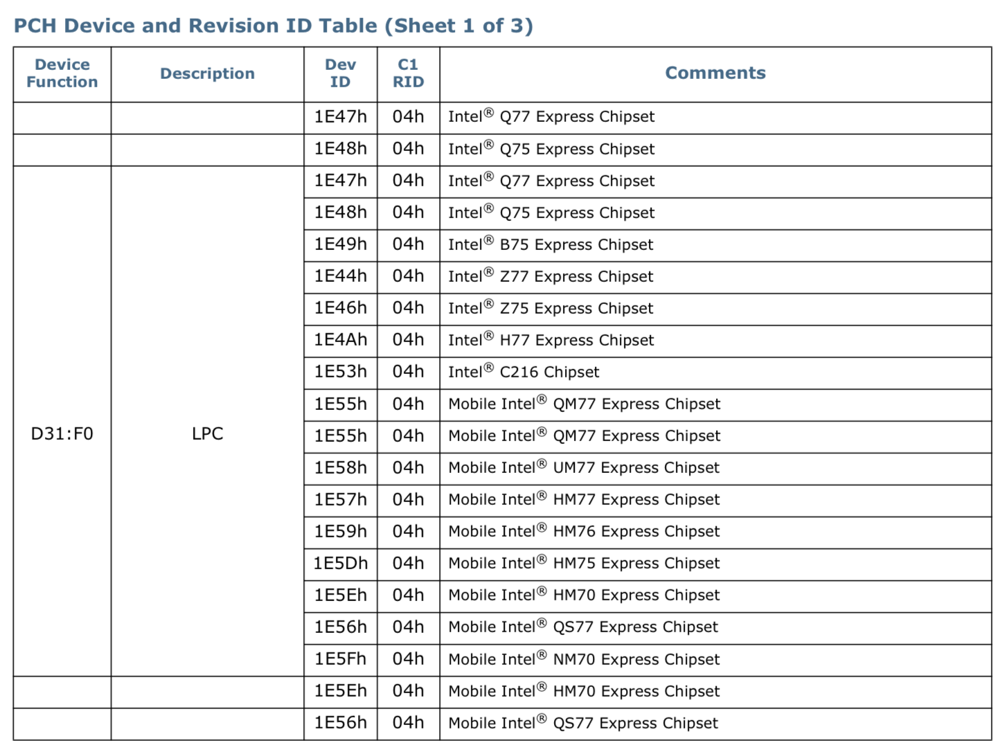 PCH Device and Revision ID Table (Sheet 1 of 3)
Device Function Description Dev ID C1 RID Comments
1E47h 04h Intel® Q77 Express Chipset
1E48h 04h Intel® Q75 Express Chipset
1E47h 04h Intel® Q77 Express Chipset
1E48h 04h Intel® Q75 Express Chipset
1E49h 04h Intel® B75 Express Chipset
1E44h 04h Intel® Z77 Express Chipset
1E46h 04h Intel® Z75 Express Chipset
1E4Ah 04h Intel® H77 Express Chipset
1E53h 04h Intel® C216 Chipset
1E55h 04h Mobile Intel® QM77 Express Chipset
D31:F0 LPC 1E55h 04h Mobile Intel® QM77 Express Chipset
1E58h 04h Mobile Intel® UM77 Express Chipset
1E57h 04h Mobile Intel® HM77 Express Chipset
1E59h 04h Mobile Intel® HM76 Express Chipset
1E5Dh 04h Mobile Intel® HM75 Express Chipset
1E5Eh 04h Mobile Intel® HM70 Express Chipset
1E56h 04h Mobile Intel® QS77 Express Chipset
1E5Fh 04h Mobile Intel® NM70 Express Chipset
1E5Eh 04h Mobile Intel® HM70 Express Chipset
1E56h 04h Mobile Intel® QS77 Express Chipset